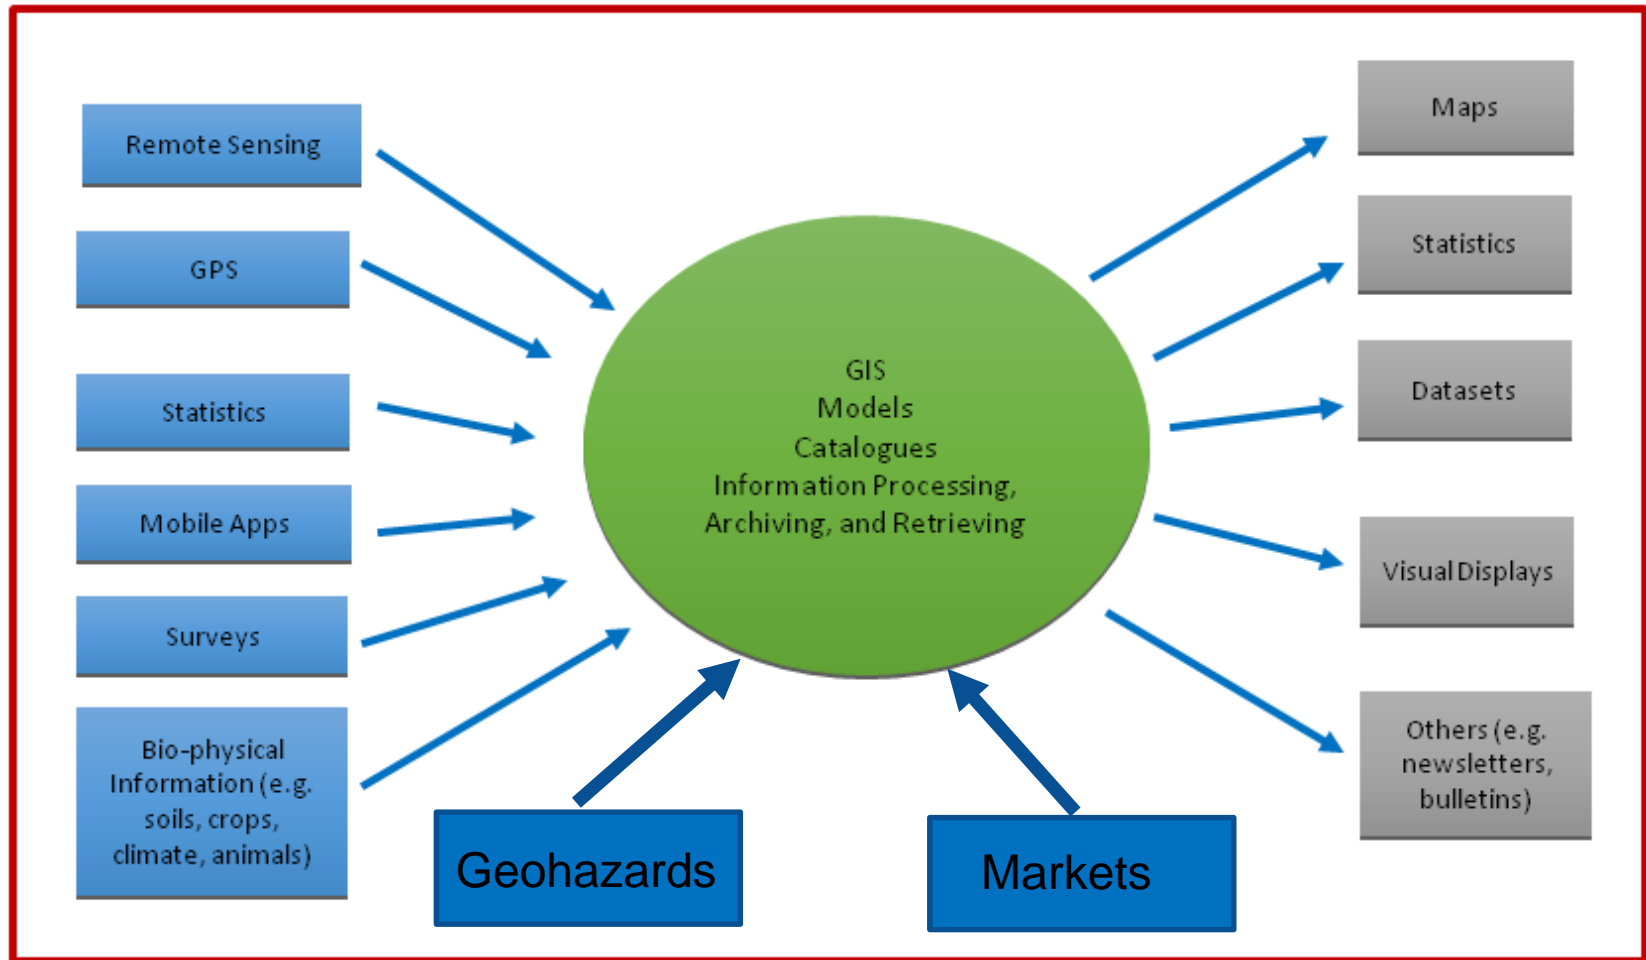 Remote Sensing
GPS
Statistics
Mobile Apps
Surveys
Bio-physical
Information (e.g.
soils, crops,
climate, animals)
GIS
Models
Catalogues
Information Processing,
Archiving, and Retrieving
Geohazards
Markets
Maps
Statistics
Datasets
Visual Displays
Others (e.g.
newsletters,
bulletins)